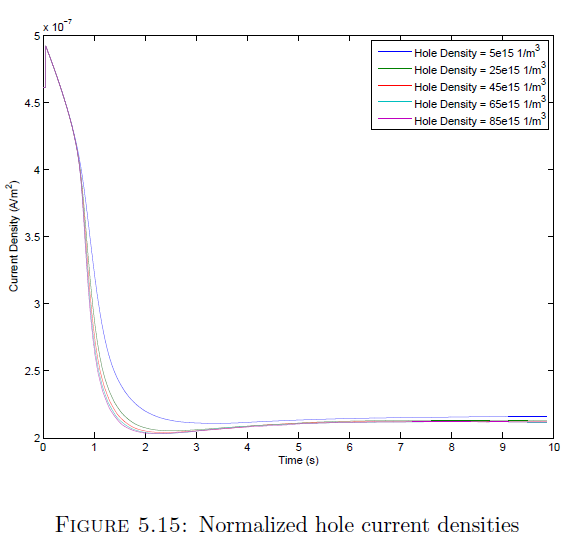 x 10^-7
5
4.5
4
3.5
3
2.5
2
Current Density (A/m^2)
Hole Density = 5e15 1/m^3
Hole Density = 25e15 1/m^3
Hole Density = 45e15 1/m^3
Hole Density = 65e15 1/m^3
Hole Density = 85e15 1/m^3
0 1 2 3 4 5 6 7 8 9 10
Time (s)
FIGURE 5.15: Normalized hole current densities